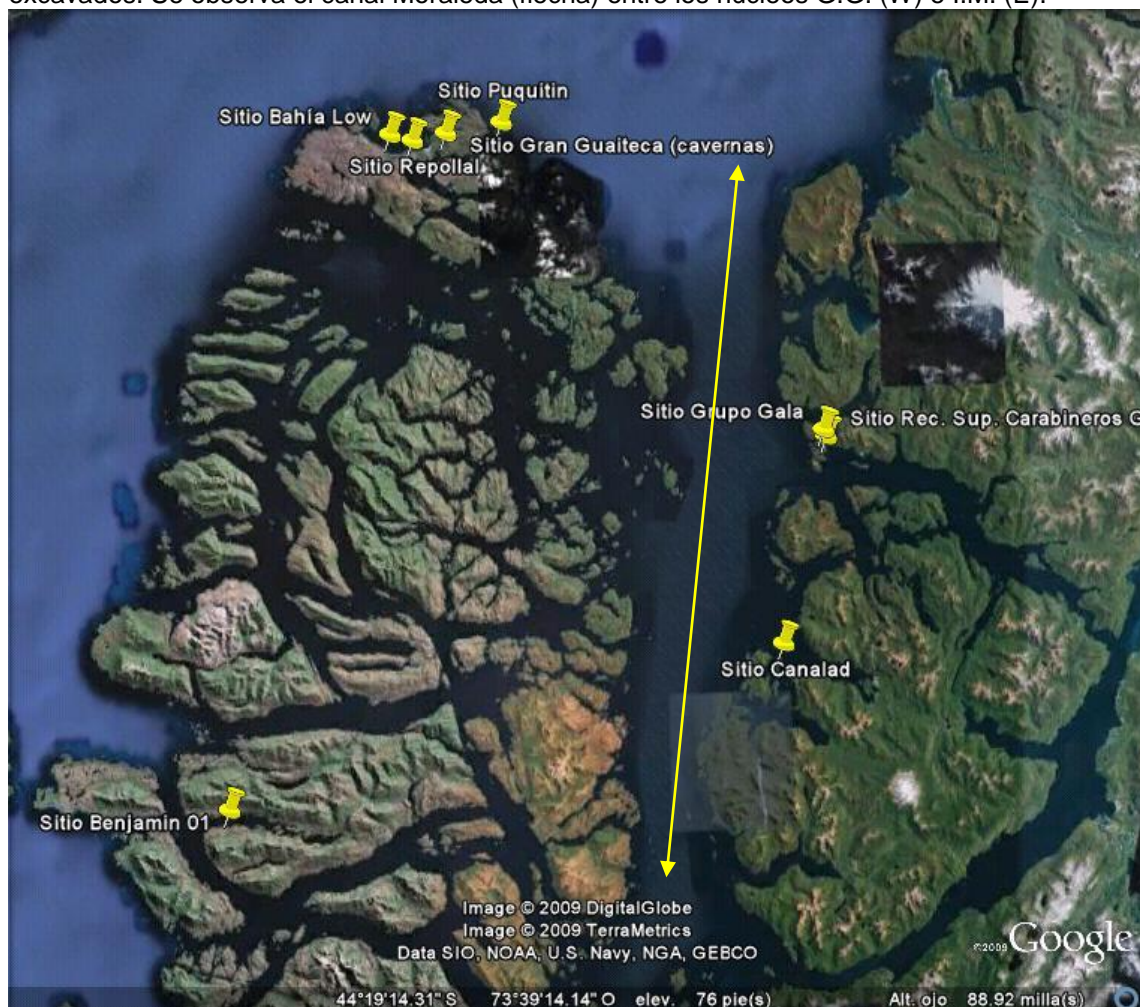 excavados. Se observa el canal Moraleda (flecha) entre los núcleos G.G. (W) e I.M. (E).
Sitio Puquitin
Sitio Bahía Low
Sitio Gran Guaiteca (cavernas)
Sitio Repollal
Sitio Grupo Gala
Sitio Rec. Sup. Carabineros G
Sitio Canalad
Sitio Benjamin 01
Image © 2009 DigitalGlobe
Image © 2009 TerraMetrics
Data SIO, NOAA, U.S. Navy, NGA, GEBCO
©2009 Google
44°19'14.31" S 73°39'14.14" O elev. 76 pie(s) Alt. ojo 88.92 milla(s)